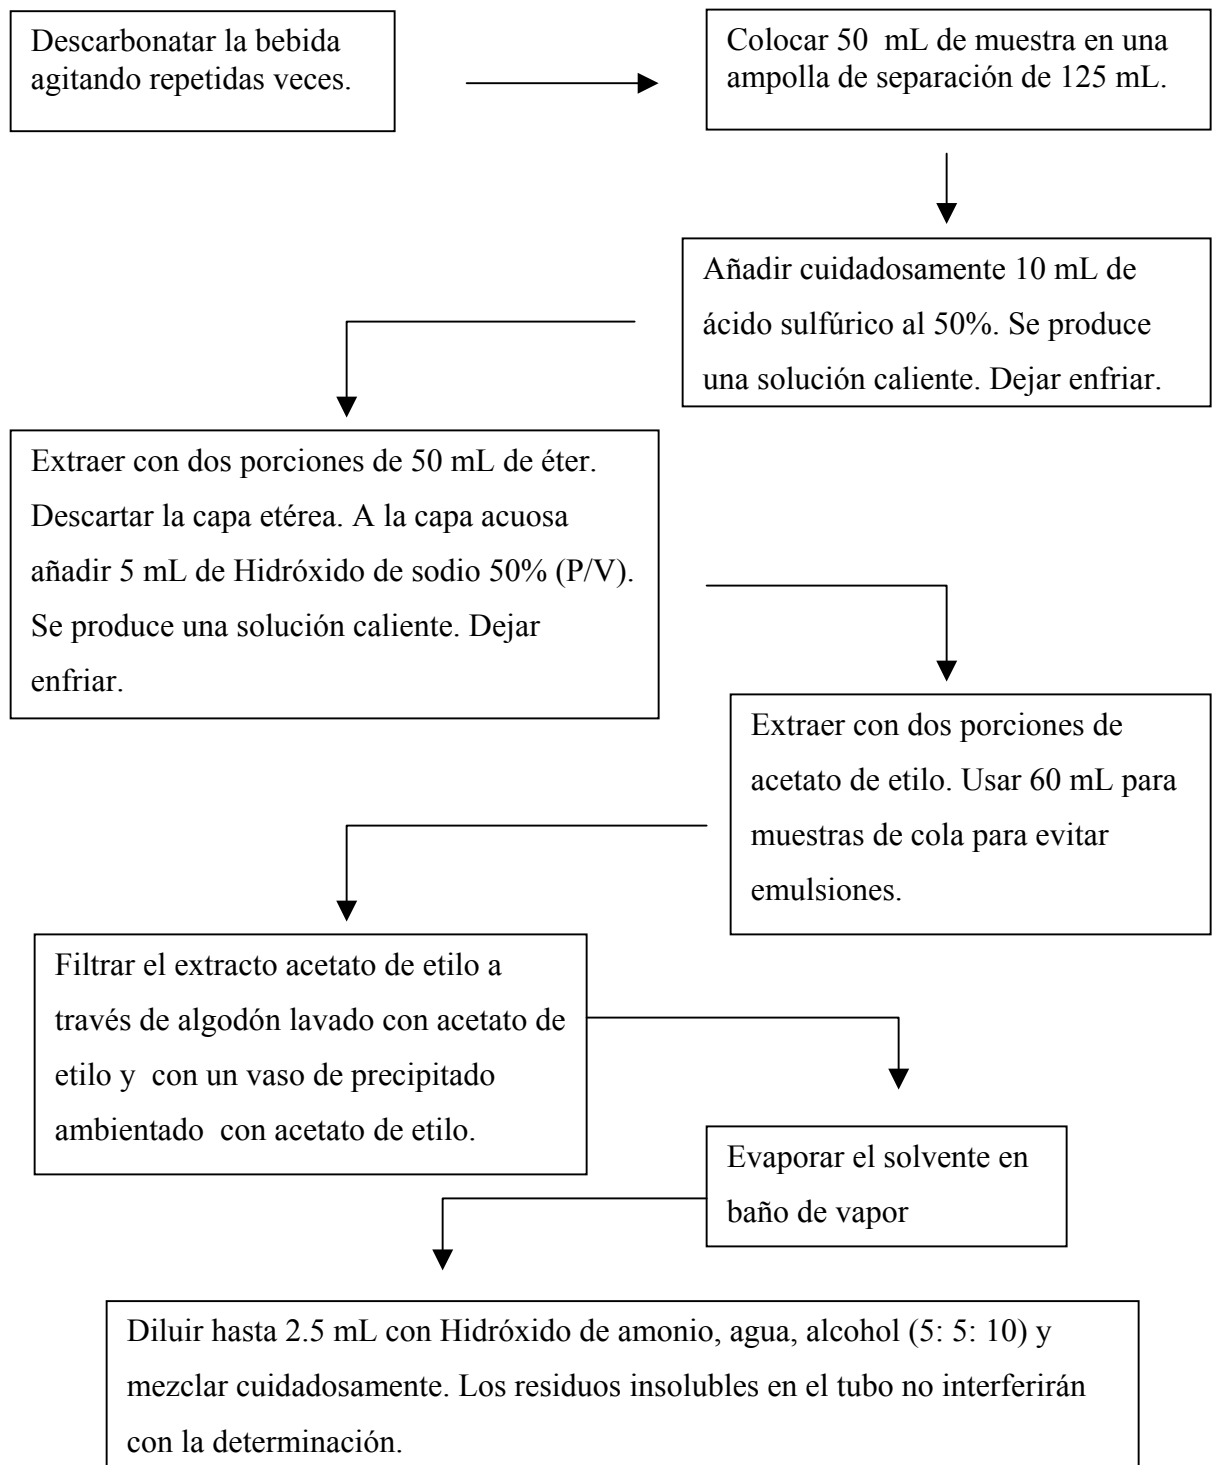 Descarbonatar la bebida
agitando repetidas veces.
Colocar 50 mL de muestra en una
ampolla de separación de 125 mL.
Añadir cuidadosamente 10 mL de
ácido sulfúrico al 50%. Se produce
una solución caliente. Dejar enfriar.
Extraer con dos porciones de 50 mL de éter.
Descartar la capa etérea. A la capa acuosa
añadir 5 mL de Hidróxido de sodio 50% (P/V).
Se produce una solución caliente. Dejar
enfriar.
Extraer con dos porciones de
acetato de etilo. Usar 60 mL para
muestras de cola para evitar
emulsiones.
Filtrar el extracto acetato de etilo a
través de algodón lavado con acetato de
etilo y con un vaso de precipitado
ambientado con acetato de etilo.
Evaporar el solvente en
baño de vapor
Diluir hasta 2.5 mL con Hidróxido de amonio, agua, alcohol (5: 5: 10) y
mezclar cuidadosamente. Los residuos insolubles en el tubo no interferirán
con la determinación.